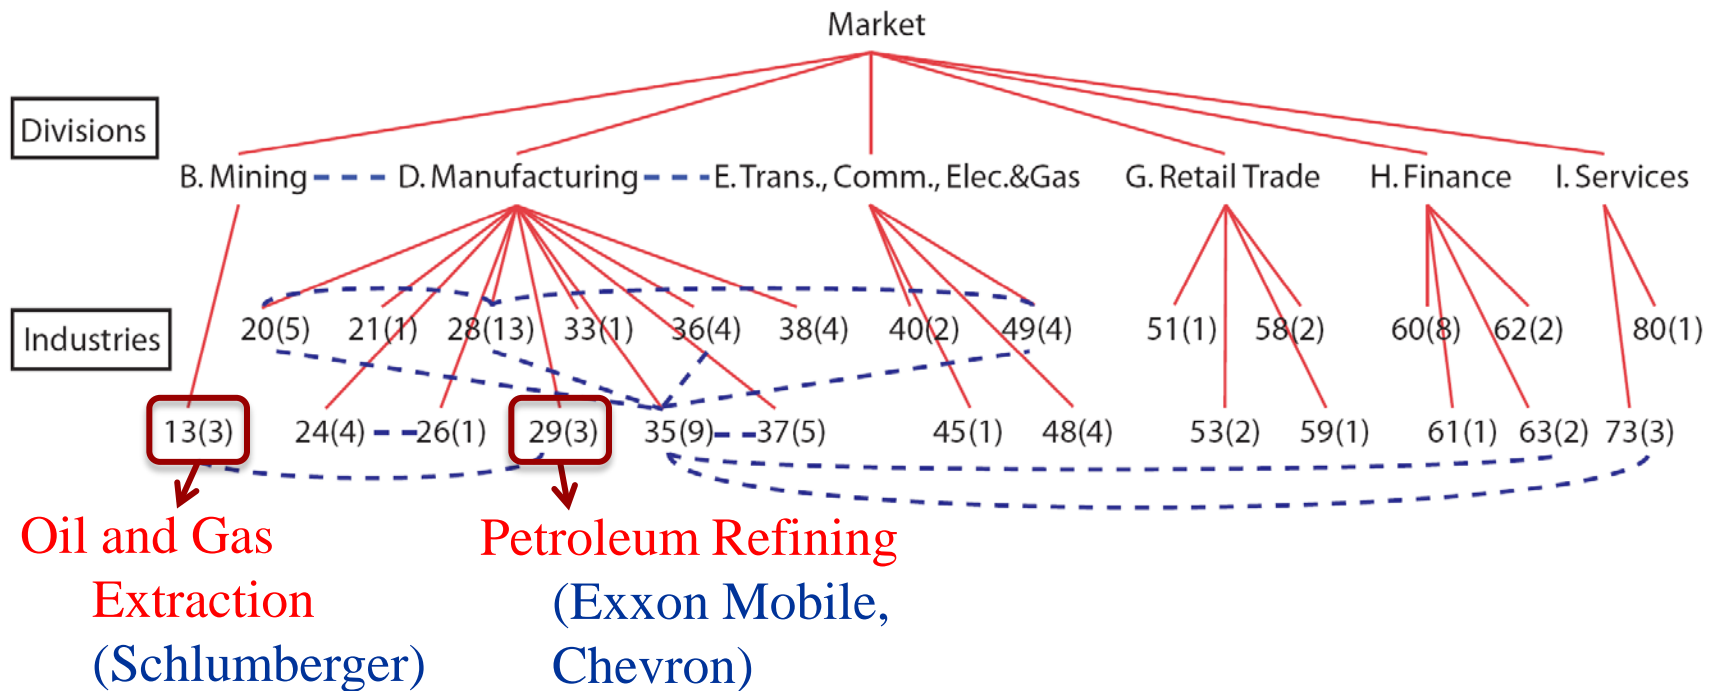 Market
Divisions
B. Mining D. Manufacturing E. Trans., Comm., Elec.&Gas G. Retail Trade H. Finance I. Services
Industries
20(5) 21(1) 28(13) 33(1) 36(4) 38(4) 40(2) 49(4) 51(1) 58(2) 60(8) 62(2) 80(1)
13(3) 24(4) 26(1) 29(3) 35(9) 37(5) 45(1) 48(4) 53(2) 59(1) 61(1) 63(2) 73(3)
Oil and Gas
Extraction
(Schlumberger)
Petroleum Refining
(Exxon Mobile,
Chevron)